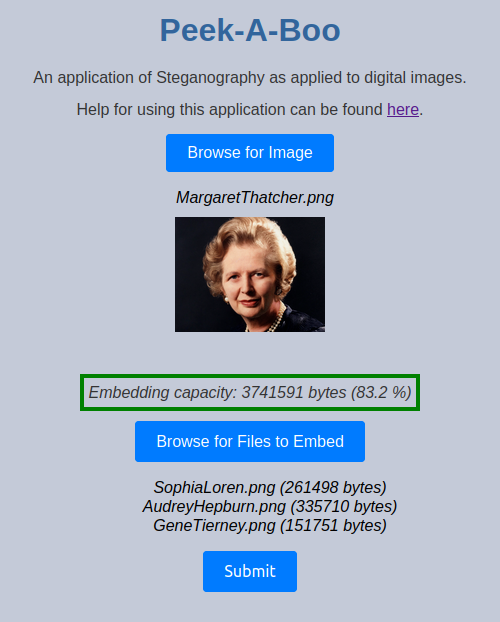 Peek-A-Boo
An application of Steganography as applied to digital images.
Help for using this application can be found here.
Browse for Image
MargaretThatcher.png
Embedding capacity: 3741591 bytes (83.2 %)
Browse for Files to Embed
SophiaLoren.png (261498 bytes)
AudreyHepburn.png (335710 bytes)
GeneTierney.png (151751 bytes)
Submit